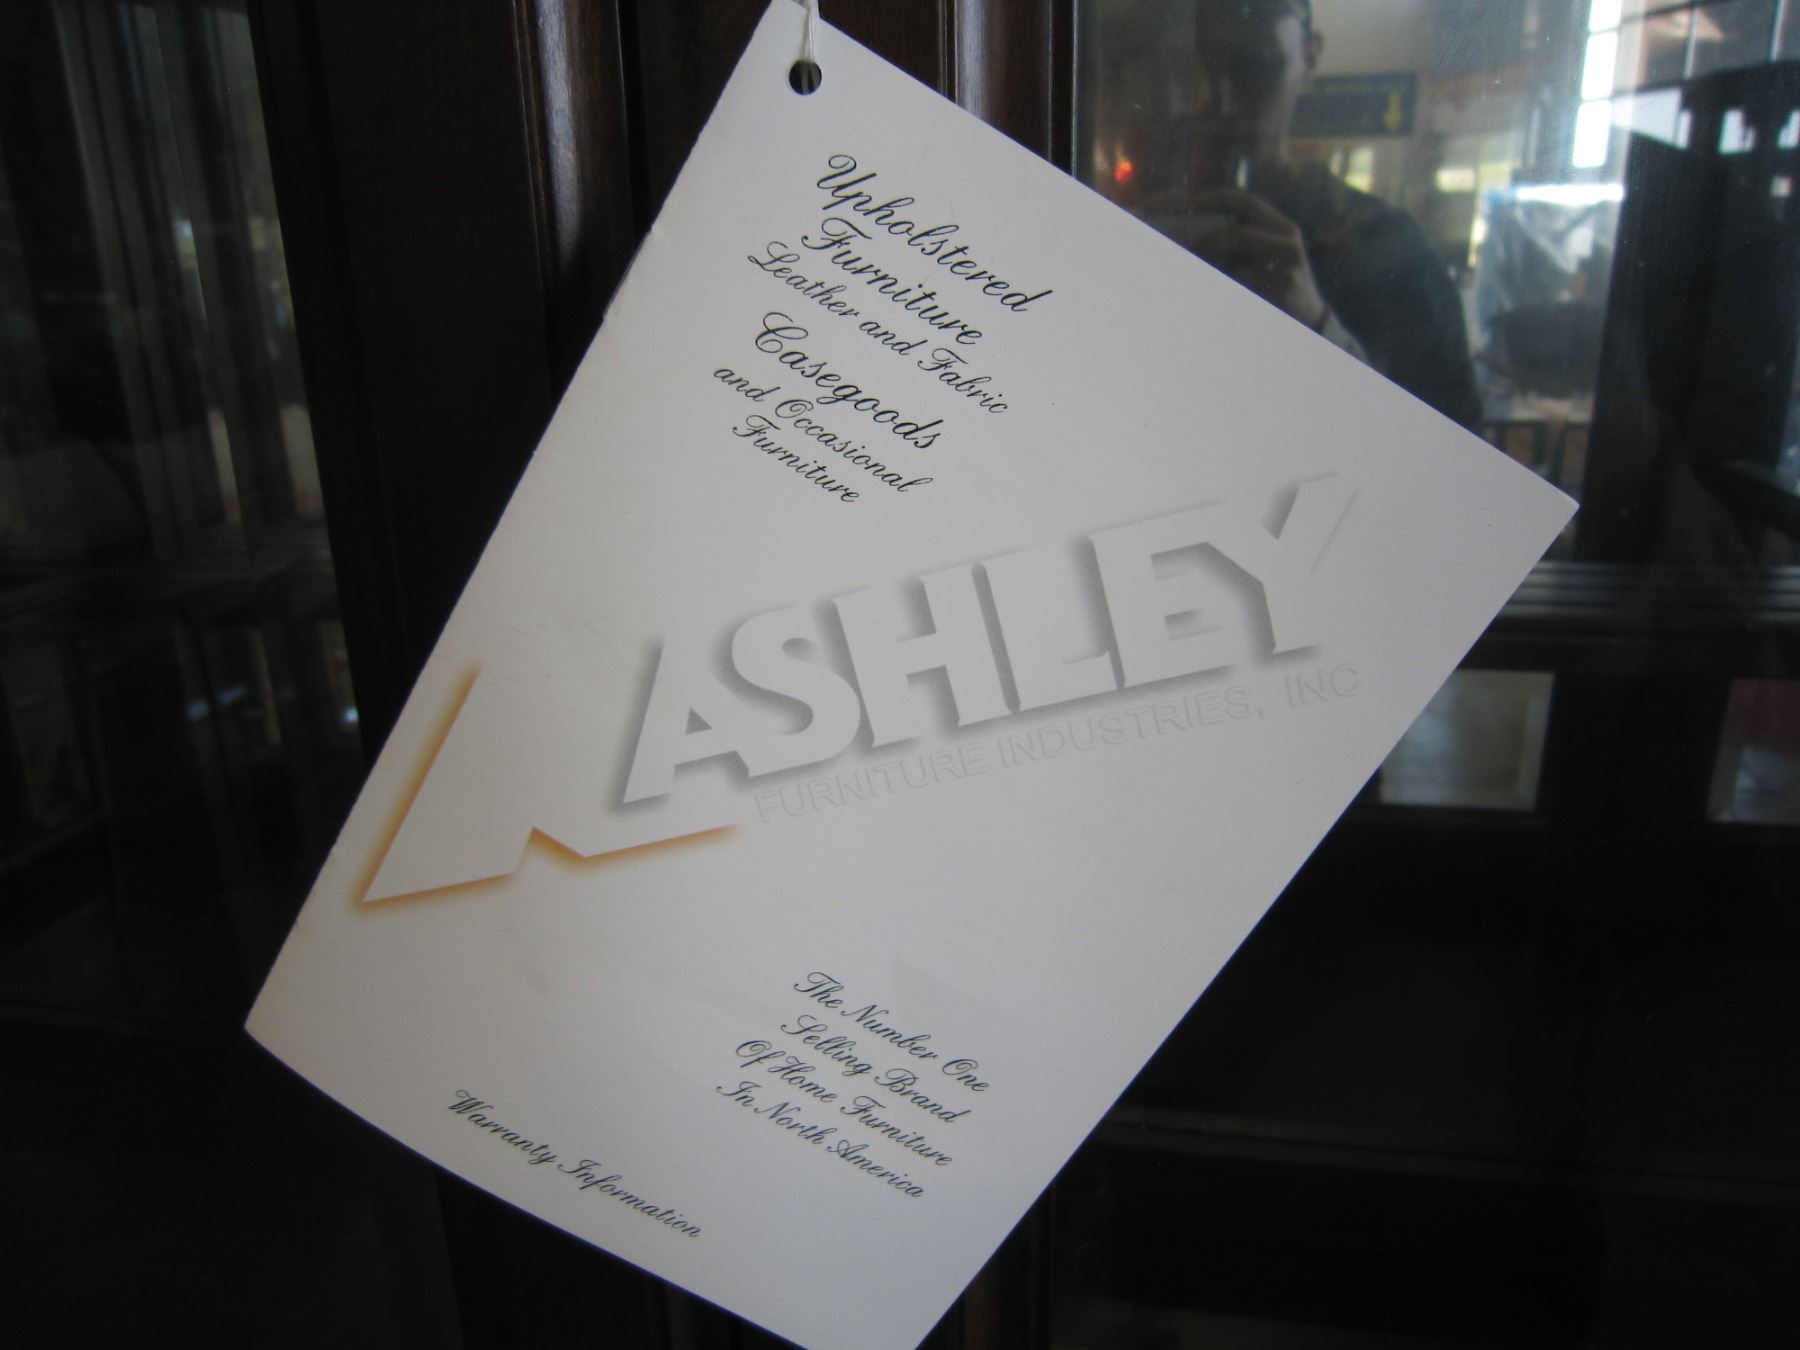 Upholstered
Furniture
Leather and Fabric
Casegoods
and Occasional
Furniture
ASHLEY
FURNITURE INDUSTRIES, INC
The Number One
Selling Brand
Of Home Furniture
In North America
Warranty Information